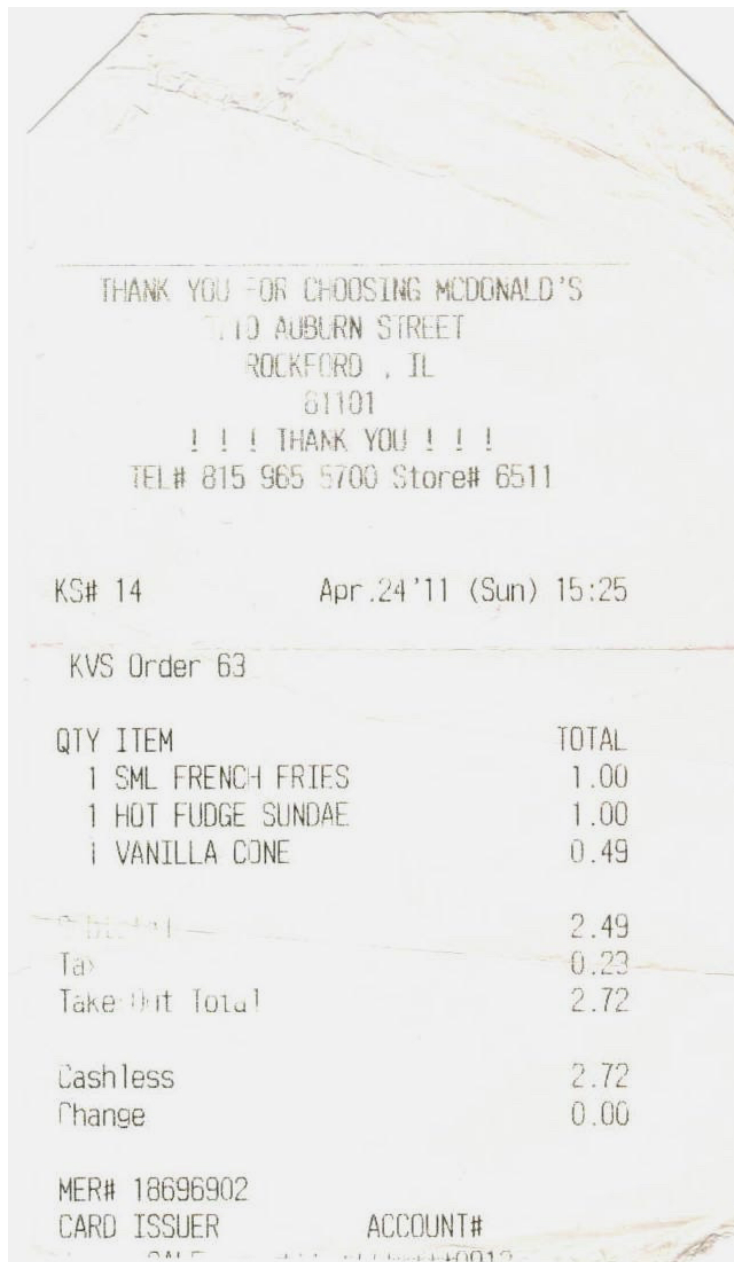 THANK YOU FOR CHOOSING MCDONALD'S
AUBURN STREET
ROCKFORD , IL
61101
! ! ! THANK YOU ! ! !
TEL# 815 965 5700 Store# 6511
KS# 14 Apr.24'11 (Sun) 15:25
KVS Order 63
QTY ITEM TOTAL
1 SML FRENCH FRIES 1.00
1 HOT FUDGE SUNDAE 1.00
1 VANILLA CONE 0.49
Subtotal 2.49
Tax 0.23
Take-Out Total 2.72
Cashless 2.72
Change 0.00
MER# 18696902
CARD ISSUER ACCOUNT#
SALE